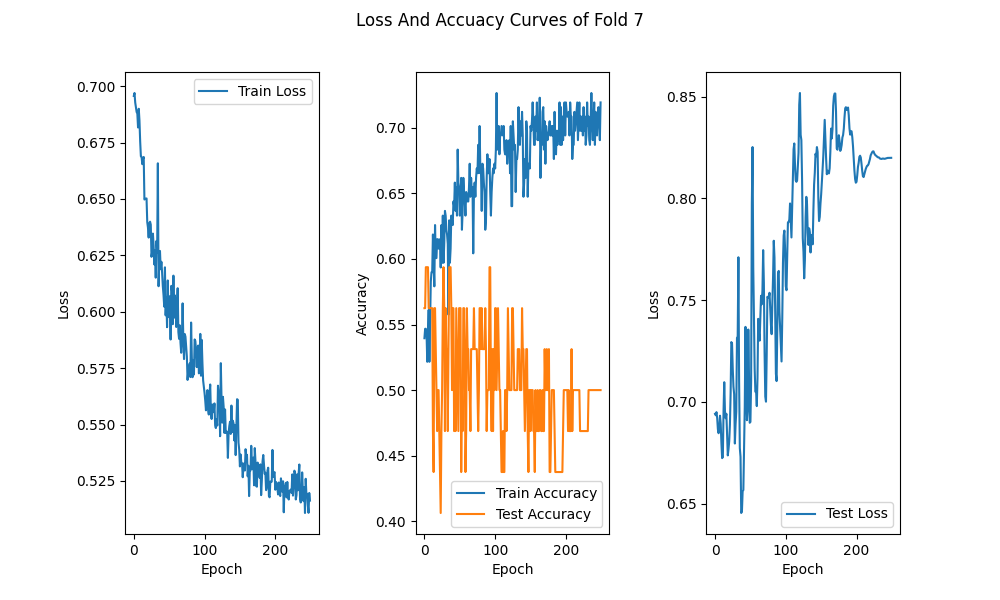 Loss And Accuacy Curves of Fold 7
0.700
0.675
0.650
0.625
0.600
0.575
0.550
0.525
Loss
0
100
200
Epoch
Train Loss
0.70
0.65
0.60
0.55
0.50
0.45
0.40
Accuracy
0
100
200
Epoch
Train Accuracy
Test Accuracy
0.85
0.80
0.75
0.70
0.65
Loss
0
100
200
Epoch
Test Loss